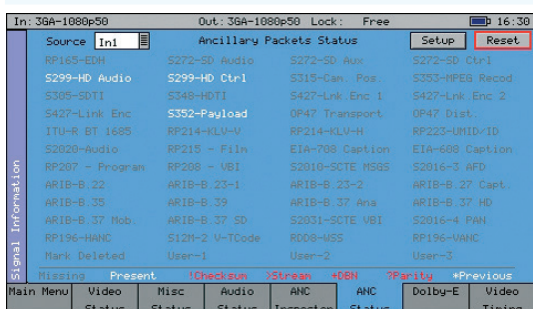 In: 3GA-1080p50 Out: 3GA-1080p50 Lock: Free 16:30
Source In1 Ancillary Packets Status Setup Reset
RP165-EDH S272-SD Audio S272-SD Aux S272-SD Ctrl
S299-HD Audio S299-HD Ctrl S315-Cam. Pos. S353-MPEG Recod
S305-SDTI S348-HDTI S427-Lnk.Enc 1 S427-Lnk.Enc 2
S427-Link Enc S352-Payload OP47 Transport OP47 Dist.
ITU-R BT 1685 RP214-KLV-V RP214-KLV-H RP223-UMID/ID
S2020-Audio RP215 - Film EIA-708 Caption EIA-608 Caption
RP207 - Program RP208 - VBI S2010-SCTE MSGS S2016-3 AFD
ARIB-B.22 ARIB-B.23-1 ARIB-B.23-2 ARIB-B.27 Capt.
ARIB-B.35 ARIB-B.39 ARIB-B.37 Ana ARIB-B.37 HD
ARIB-B.37 Mob. ARIB-B.37 SD S2031-SCTE VBI S2016-4 PAN
RP196-HANC S12M-2 V-TCode RDD8-WSS RP196-VANC
Mark Deleted User-1 User-2 User-3
Missing Present !Checksum >Stream +DBN ?Parity *Previous
Signal Information
Main Menu Video Status Misc Status Audio Status ANC Inspector ANC Status Dolby-E Video Timing